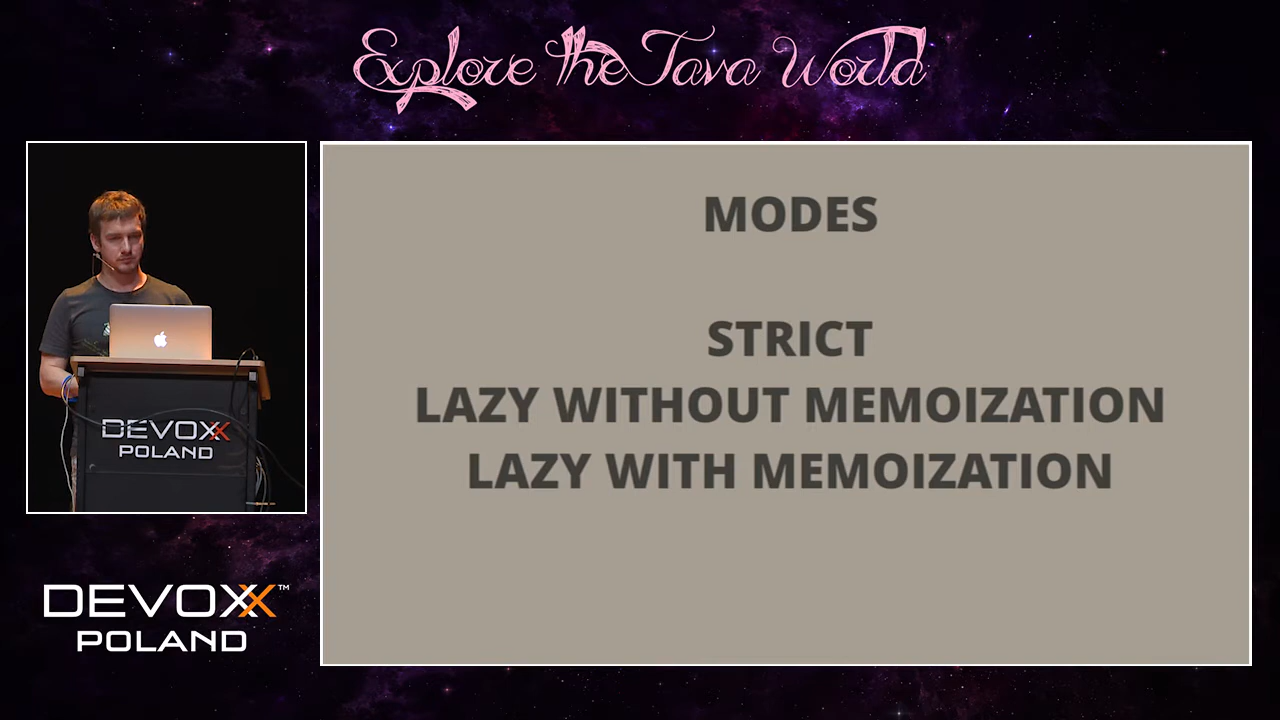 Explore the Java World
MODES
STRICT
LAZY WITHOUT MEMOIZATION
LAZY WITH MEMOIZATION
DEVOXX
POLAND
DEVOXX™
POLAND